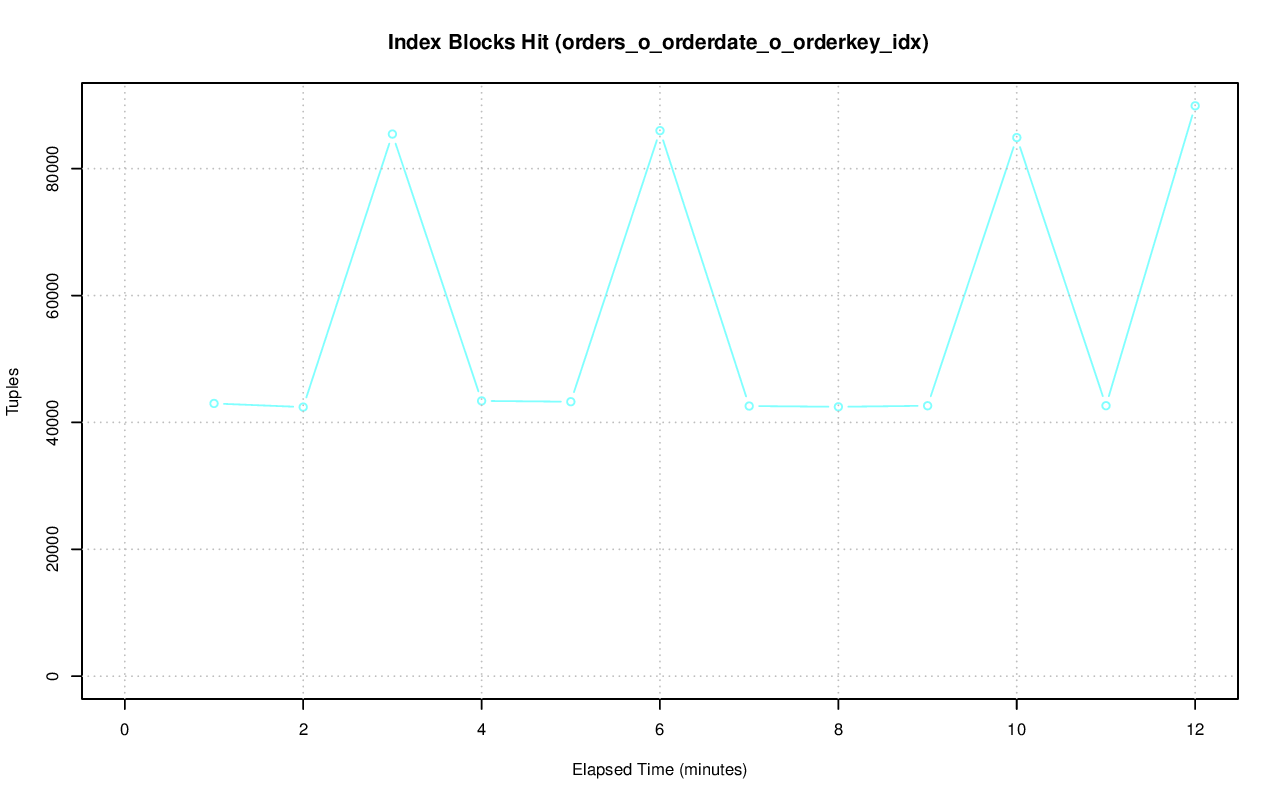 Index Blocks Hit (orders_o_orderdate_o_orderkey_idx)
Tuples
80000
60000
40000
20000
0
0 2 4 6 8 10 12
Elapsed Time (minutes)